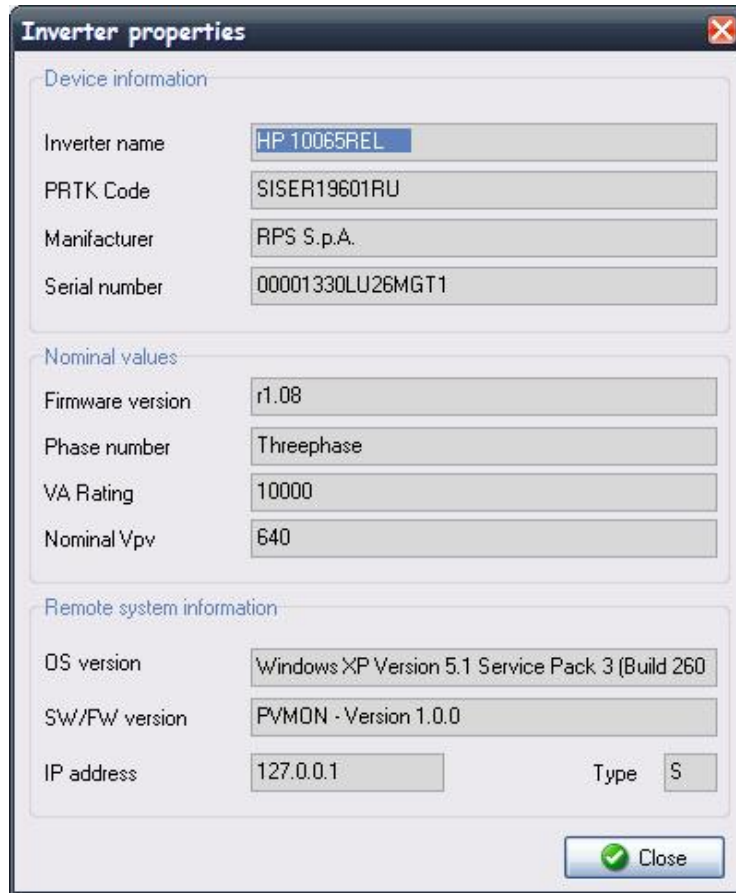 Inverter properties
Device information
Inverter name HP 10065REL
PRTK Code SISER19601RU
Manifacturer RPS S.p.A.
Serial number 00001330LU26MGT1
Nominal values
Firmware version r1.08
Phase number Threephase
VA Rating 10000
Nominal Vpv 640
Remote system information
OS version Windows XP Version 5.1 Service Pack 3 (Build 260
SW/FW version PVMON - Version 1.0.0
IP address 127.0.0.1 Type S
Close